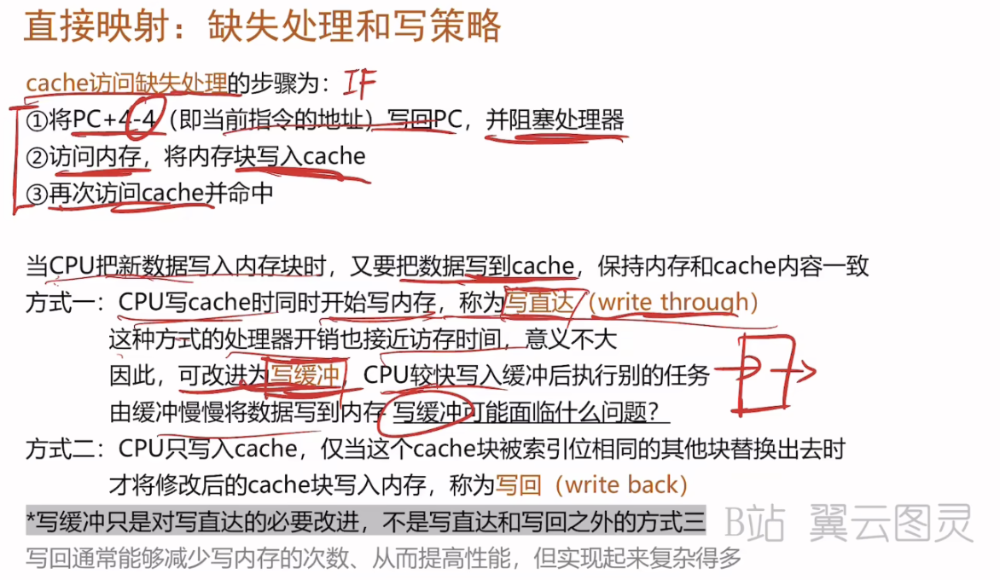 直接映射：缺失处理和写策略
cache访问缺失处理的步骤为： IF
①将PC+4-4（即当前指令的地址）写回PC，并阻塞处理器
②访问内存，将内存块写入cache
③再次访问cache并命中
当CPU把新数据写入内存块时，又要把数据写到cache，保持内存和cache内容一致
方式一：CPU写cache时同时开始写内存，称为写直达（write through）
这种方式的处理器开销也接近访存时间，意义不大
因此，可改进为写缓冲，CPU较快写入缓冲后执行别的任务
由缓冲慢慢将数据写到内存 写缓冲可能面临什么问题？
方式二：CPU只写入cache，仅当这个cache块被索引位相同的其他块替换出去时
才将修改后的cache块写入内存，称为写回（write back）
*写缓冲只是对写直达的必要改进，不是写直达和写回之外的方式三
B站 翼云图灵
写回通常能够减少写内存的次数、从而提高性能，但实现起来复杂得多